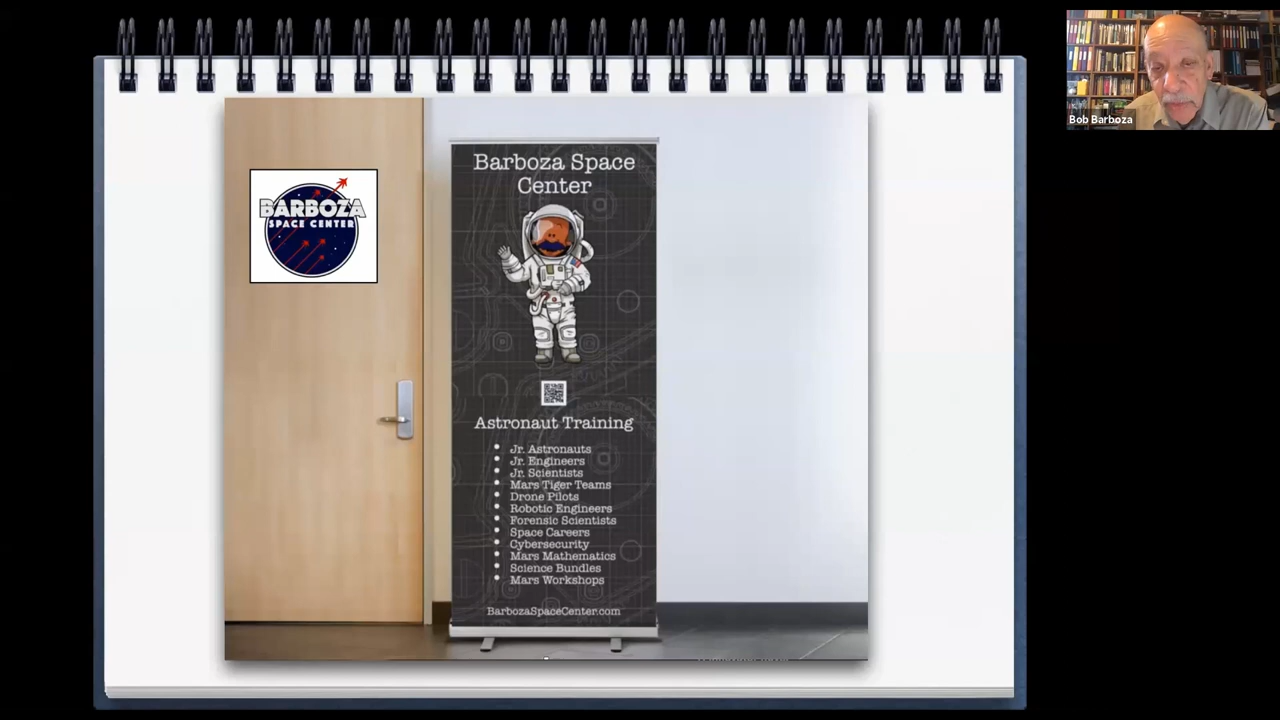 Bob Barboza
BARBOZA
SPACE CENTER
Barboza Space
Center
Astronaut Training
• Jr. Astronauts
• Jr. Engineers
• Jr. Scientists
• Mars Tiger Teams
• Drone Pilots
• Robotic Engineers
• Forensic Scientists
• Space Careers
• Cybersecurity
• Mars Mathematics
• Science Bundles
• Mars Workshops
BarbozaSpaceCenter.com